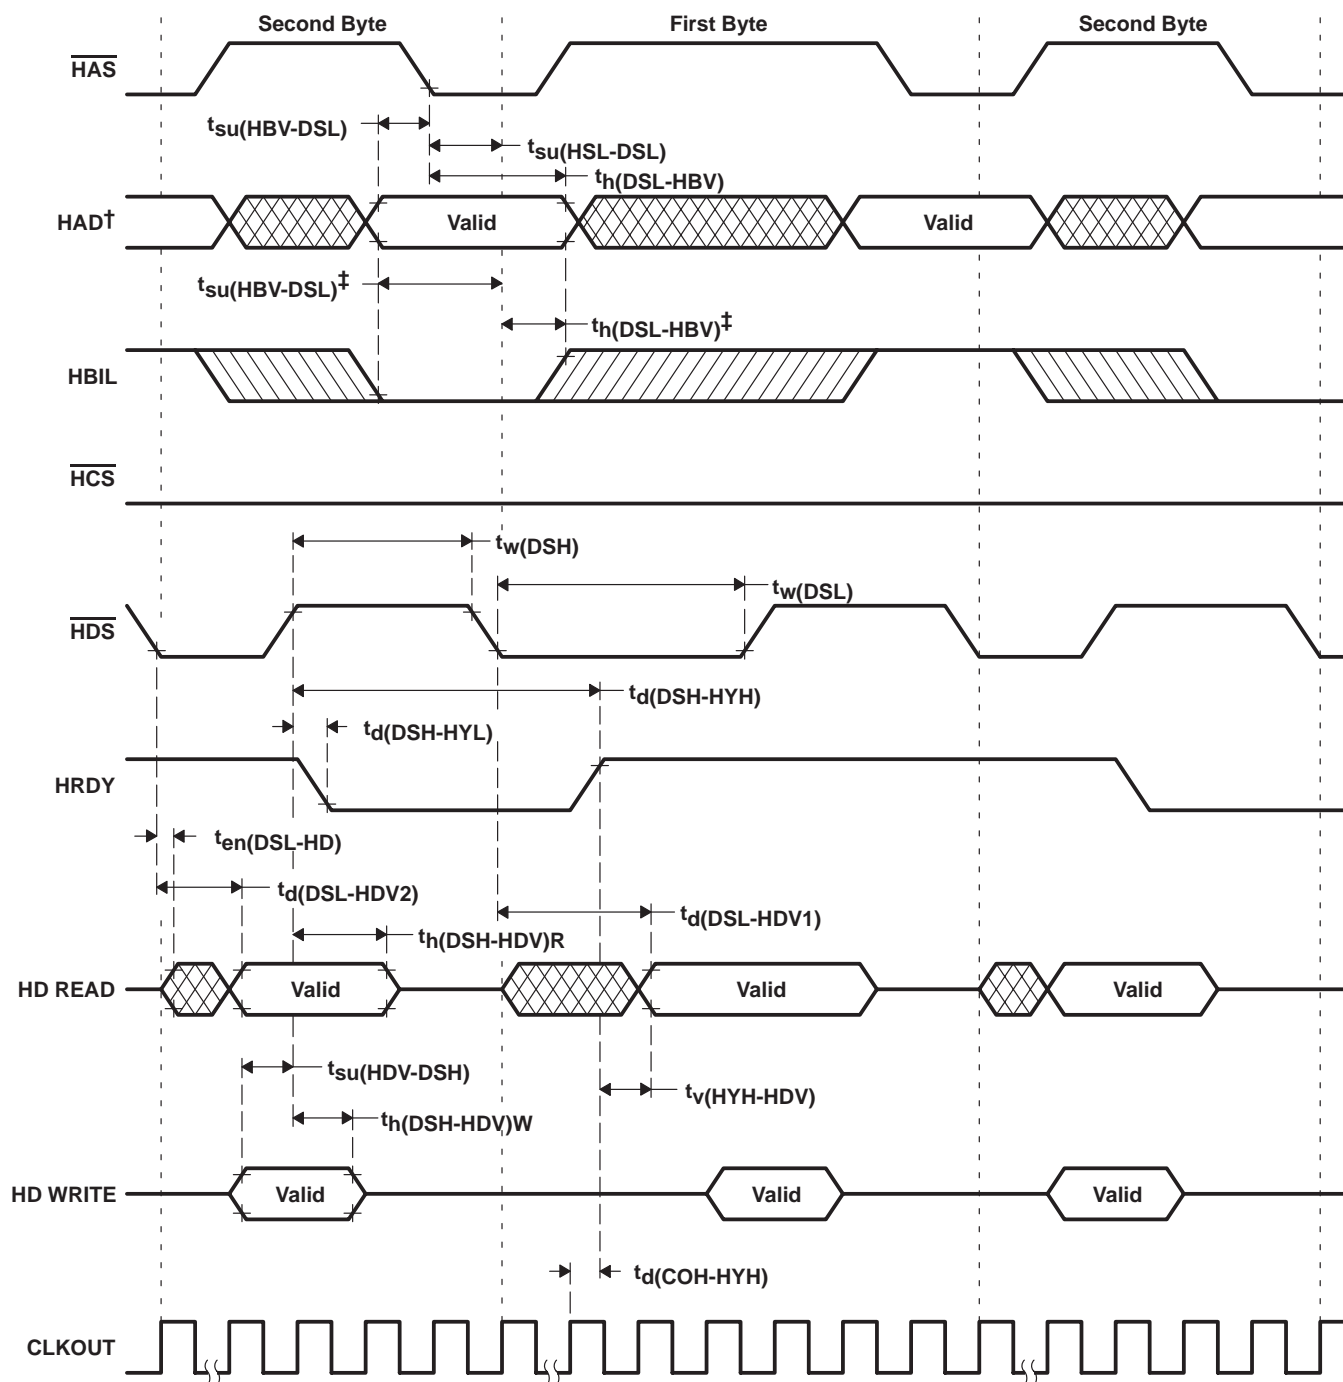 Second Byte First Byte Second Byte
HAS
tsu(HBV-DSL)
tsu(HSL-DSL)
th(DSL-HBV)
HAD†
Valid Valid
tsu(HBV-DSL)‡
th(DSL-HBV)‡
HBIL
HCS
tw(DSH)
tw(DSL)
HDS
td(DSH-HYH)
td(DSH-HYL)
HRDY
ten(DSL-HD)
td(DSL-HDV2)
td(DSL-HDV1)
th(DSH-HDV)R
HD READ
Valid Valid Valid
tsu(HDV-DSH)
tv(HYH-HDV)
th(DSH-HDV)W
HD WRITE
Valid Valid Valid
td(COH-HYH)
CLKOUT